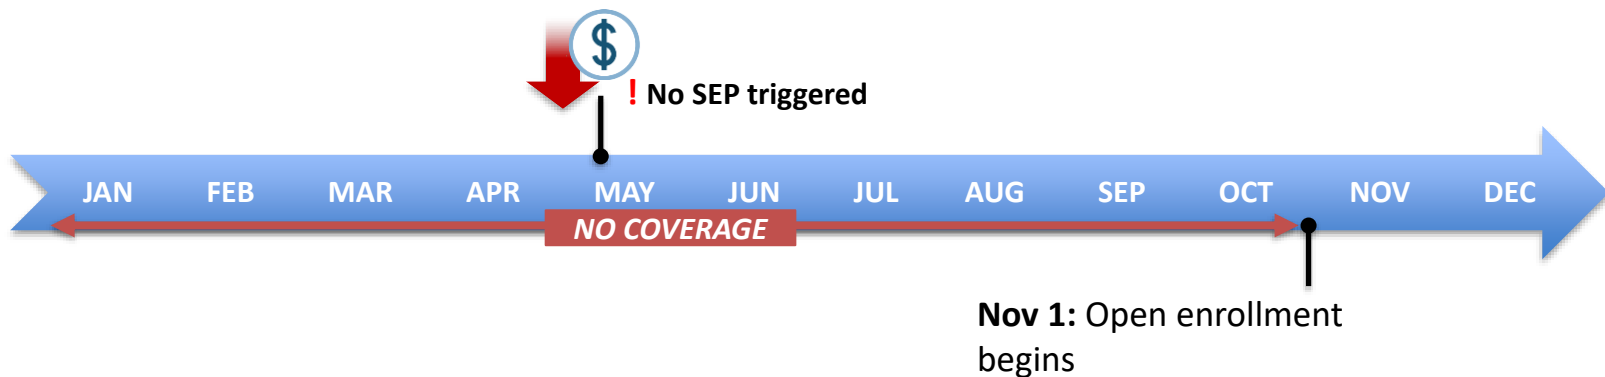 $
! No SEP triggered
JAN FEB MAR APR MAY JUN JUL AUG SEP OCT NOV DEC
NO COVERAGE
Nov 1: Open enrollment
begins